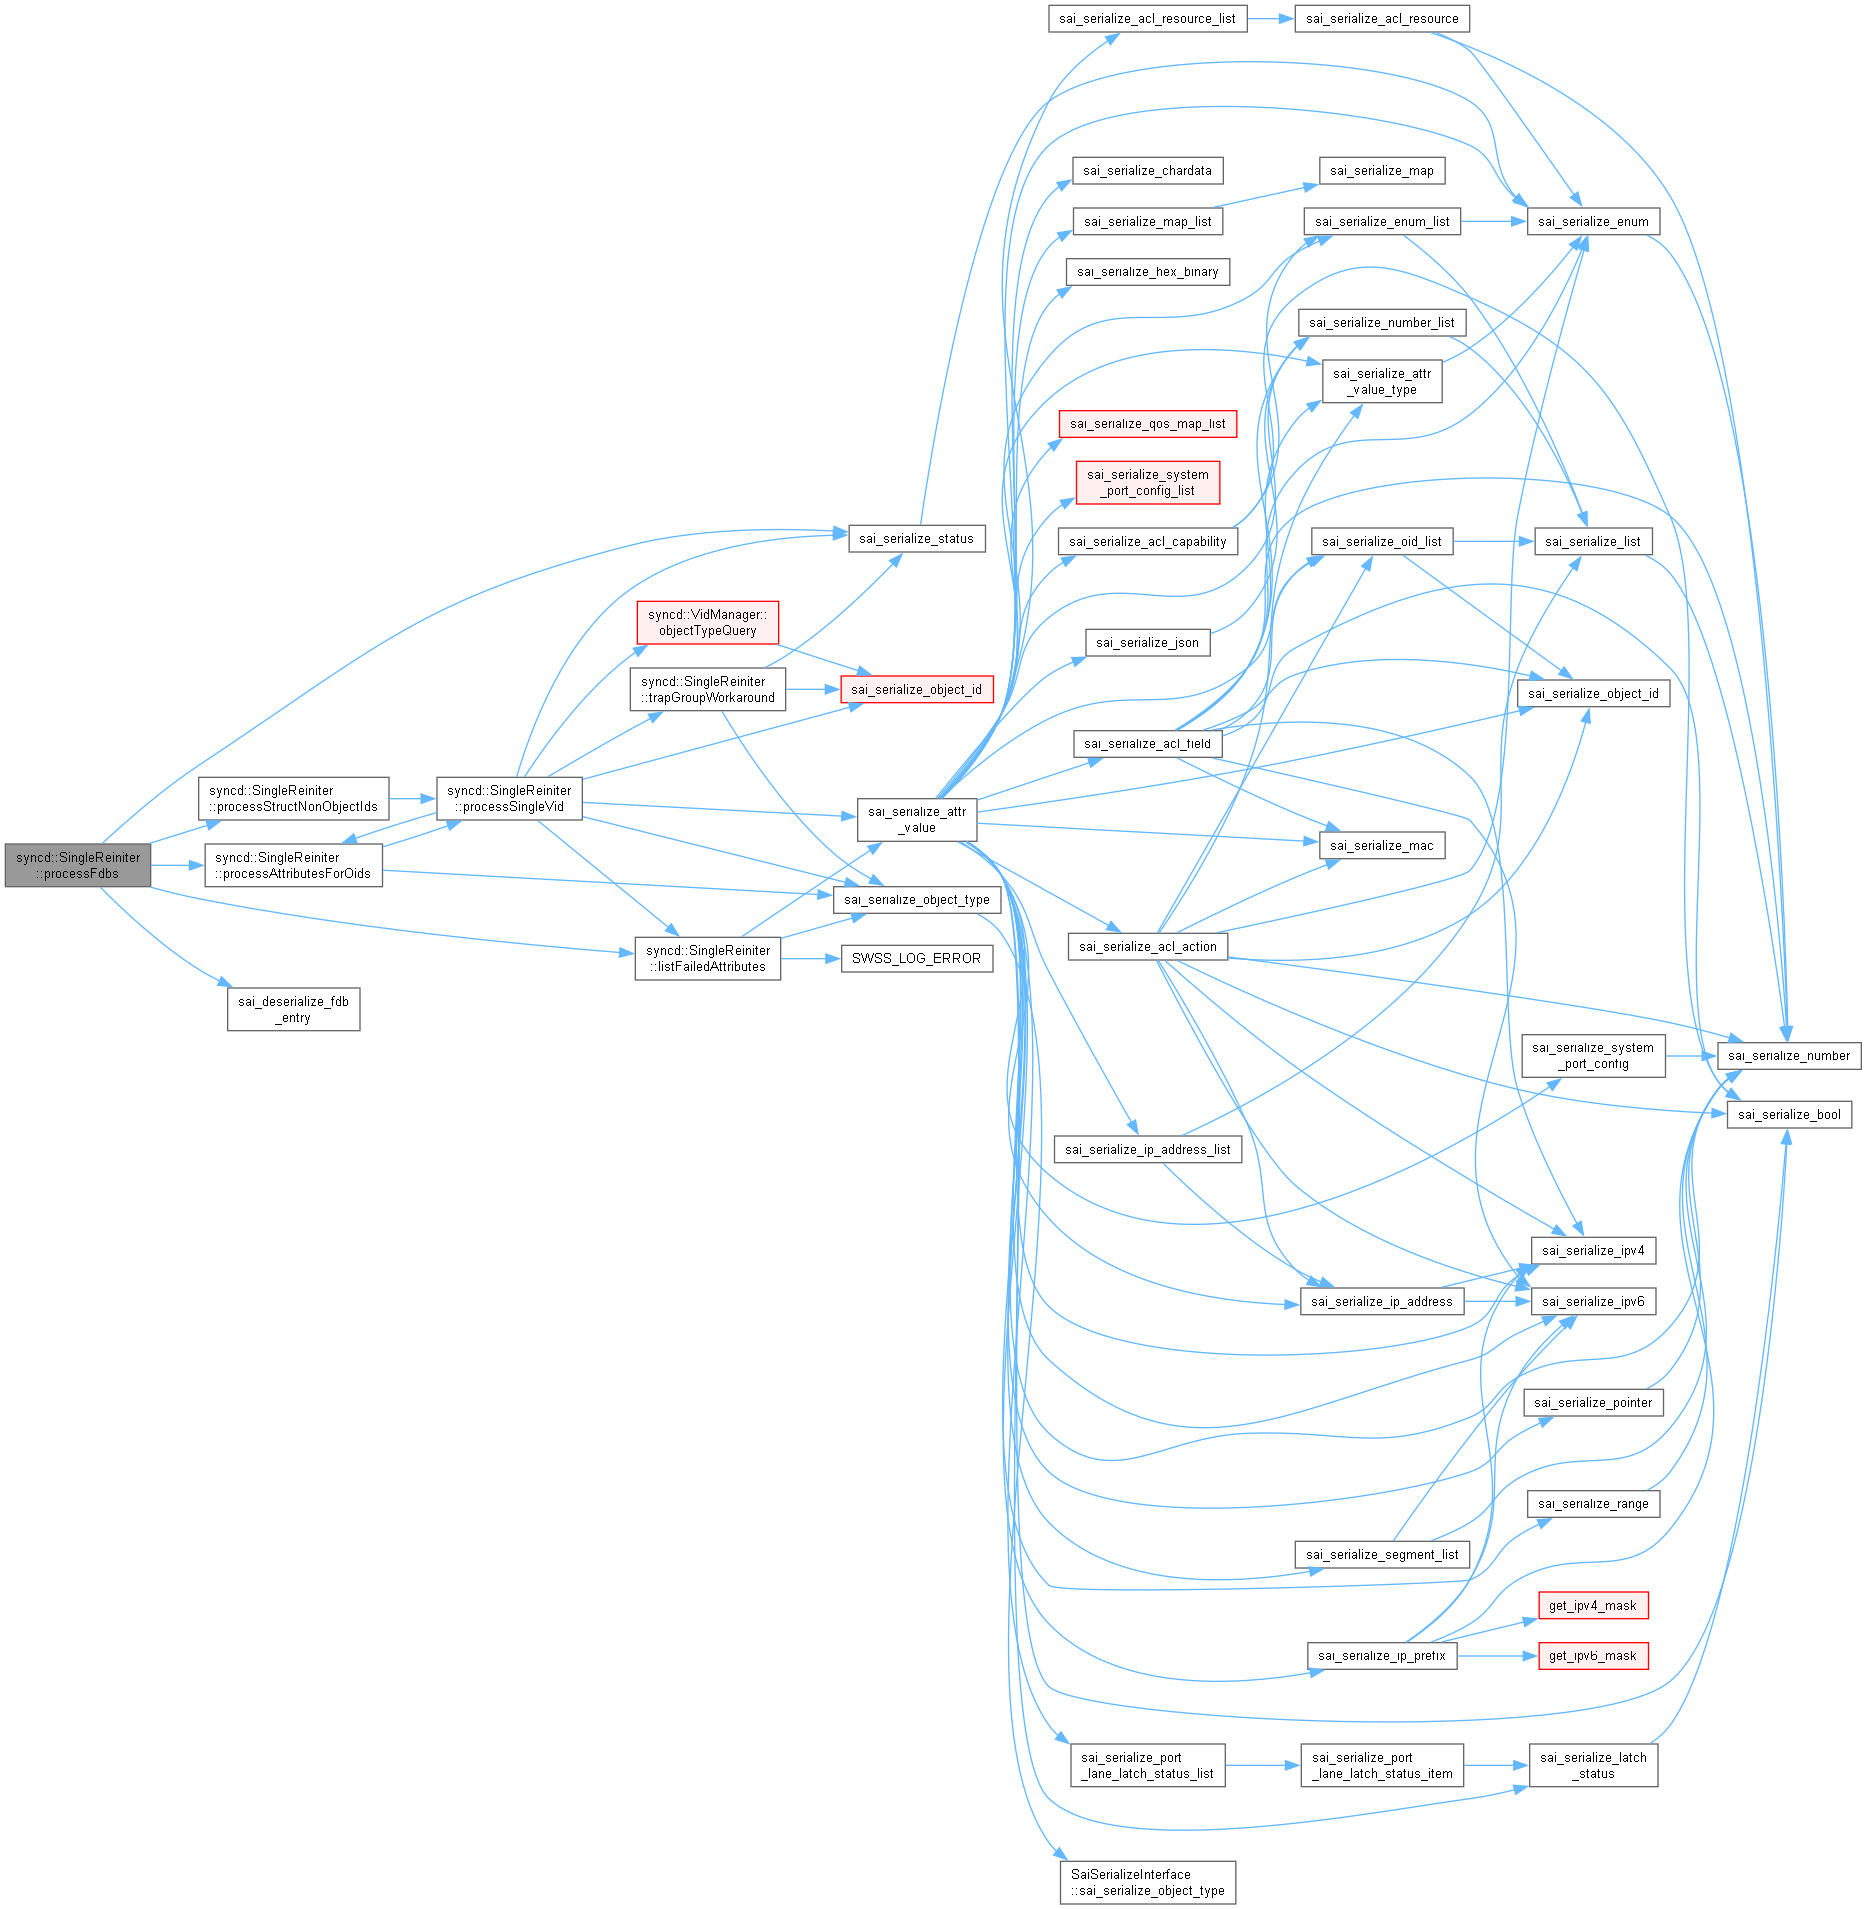 sai_serialize_acl_resource_list
sai_serialize_acl_resource
sai_serialize_chardata
sai_serialize_map
sai_serialize_map_list
sai_serialize_enum_list
sai_serialize_enum
sai_serialize_hex_binary
sai_serialize_number_list
sai_serialize_attr
_value_type
sai_serialize_qos_map_list
sai_serialize_system
_port_config_list
sai_serialize_status
sai_serialize_acl_capability
sai_serialize_oid_list
sai_serialize_list
syncd::VidManager::
objectTypeQuery
sai_serialize_json
syncd::SingleReiniter
::trapGroupWorkaround
sai_serialize_object_id
sai_serialize_object_id
sai_serialize_acl_field
syncd::SingleReiniter
::processStructNonObjectIds
syncd::SingleReiniter
::processSingleVid
sai_serialize_attr
_value
sai_serialize_mac
syncd::SingleReiniter
::processFdbs
syncd::SingleReiniter
::processAttributesForOids
sai_serialize_object_type
sai_serialize_acl_action
syncd::SingleReiniter
::listFailedAttributes
SWSS_LOG_ERROR
sai_deserialize_fdb
_entry
sai_serialize_system
_port_config
sai_serialize_number
sai_serialize_bool
sai_serialize_ip_address_list
sai_serialize_ipv4
sai_serialize_ip_address
sai_serialize_ipv6
sai_serialize_pointer
sai_serialize_range
sai_serialize_segment_list
get_ipv4_mask
sai_serialize_ip_prefix
get_ipv6_mask
sai_serialize_port
_lane_latch_status_list
sai_serialize_port
_lane_latch_status_item
sai_serialize_latch
_status
SaiSerializeInterface
::sai_serialize_object_type